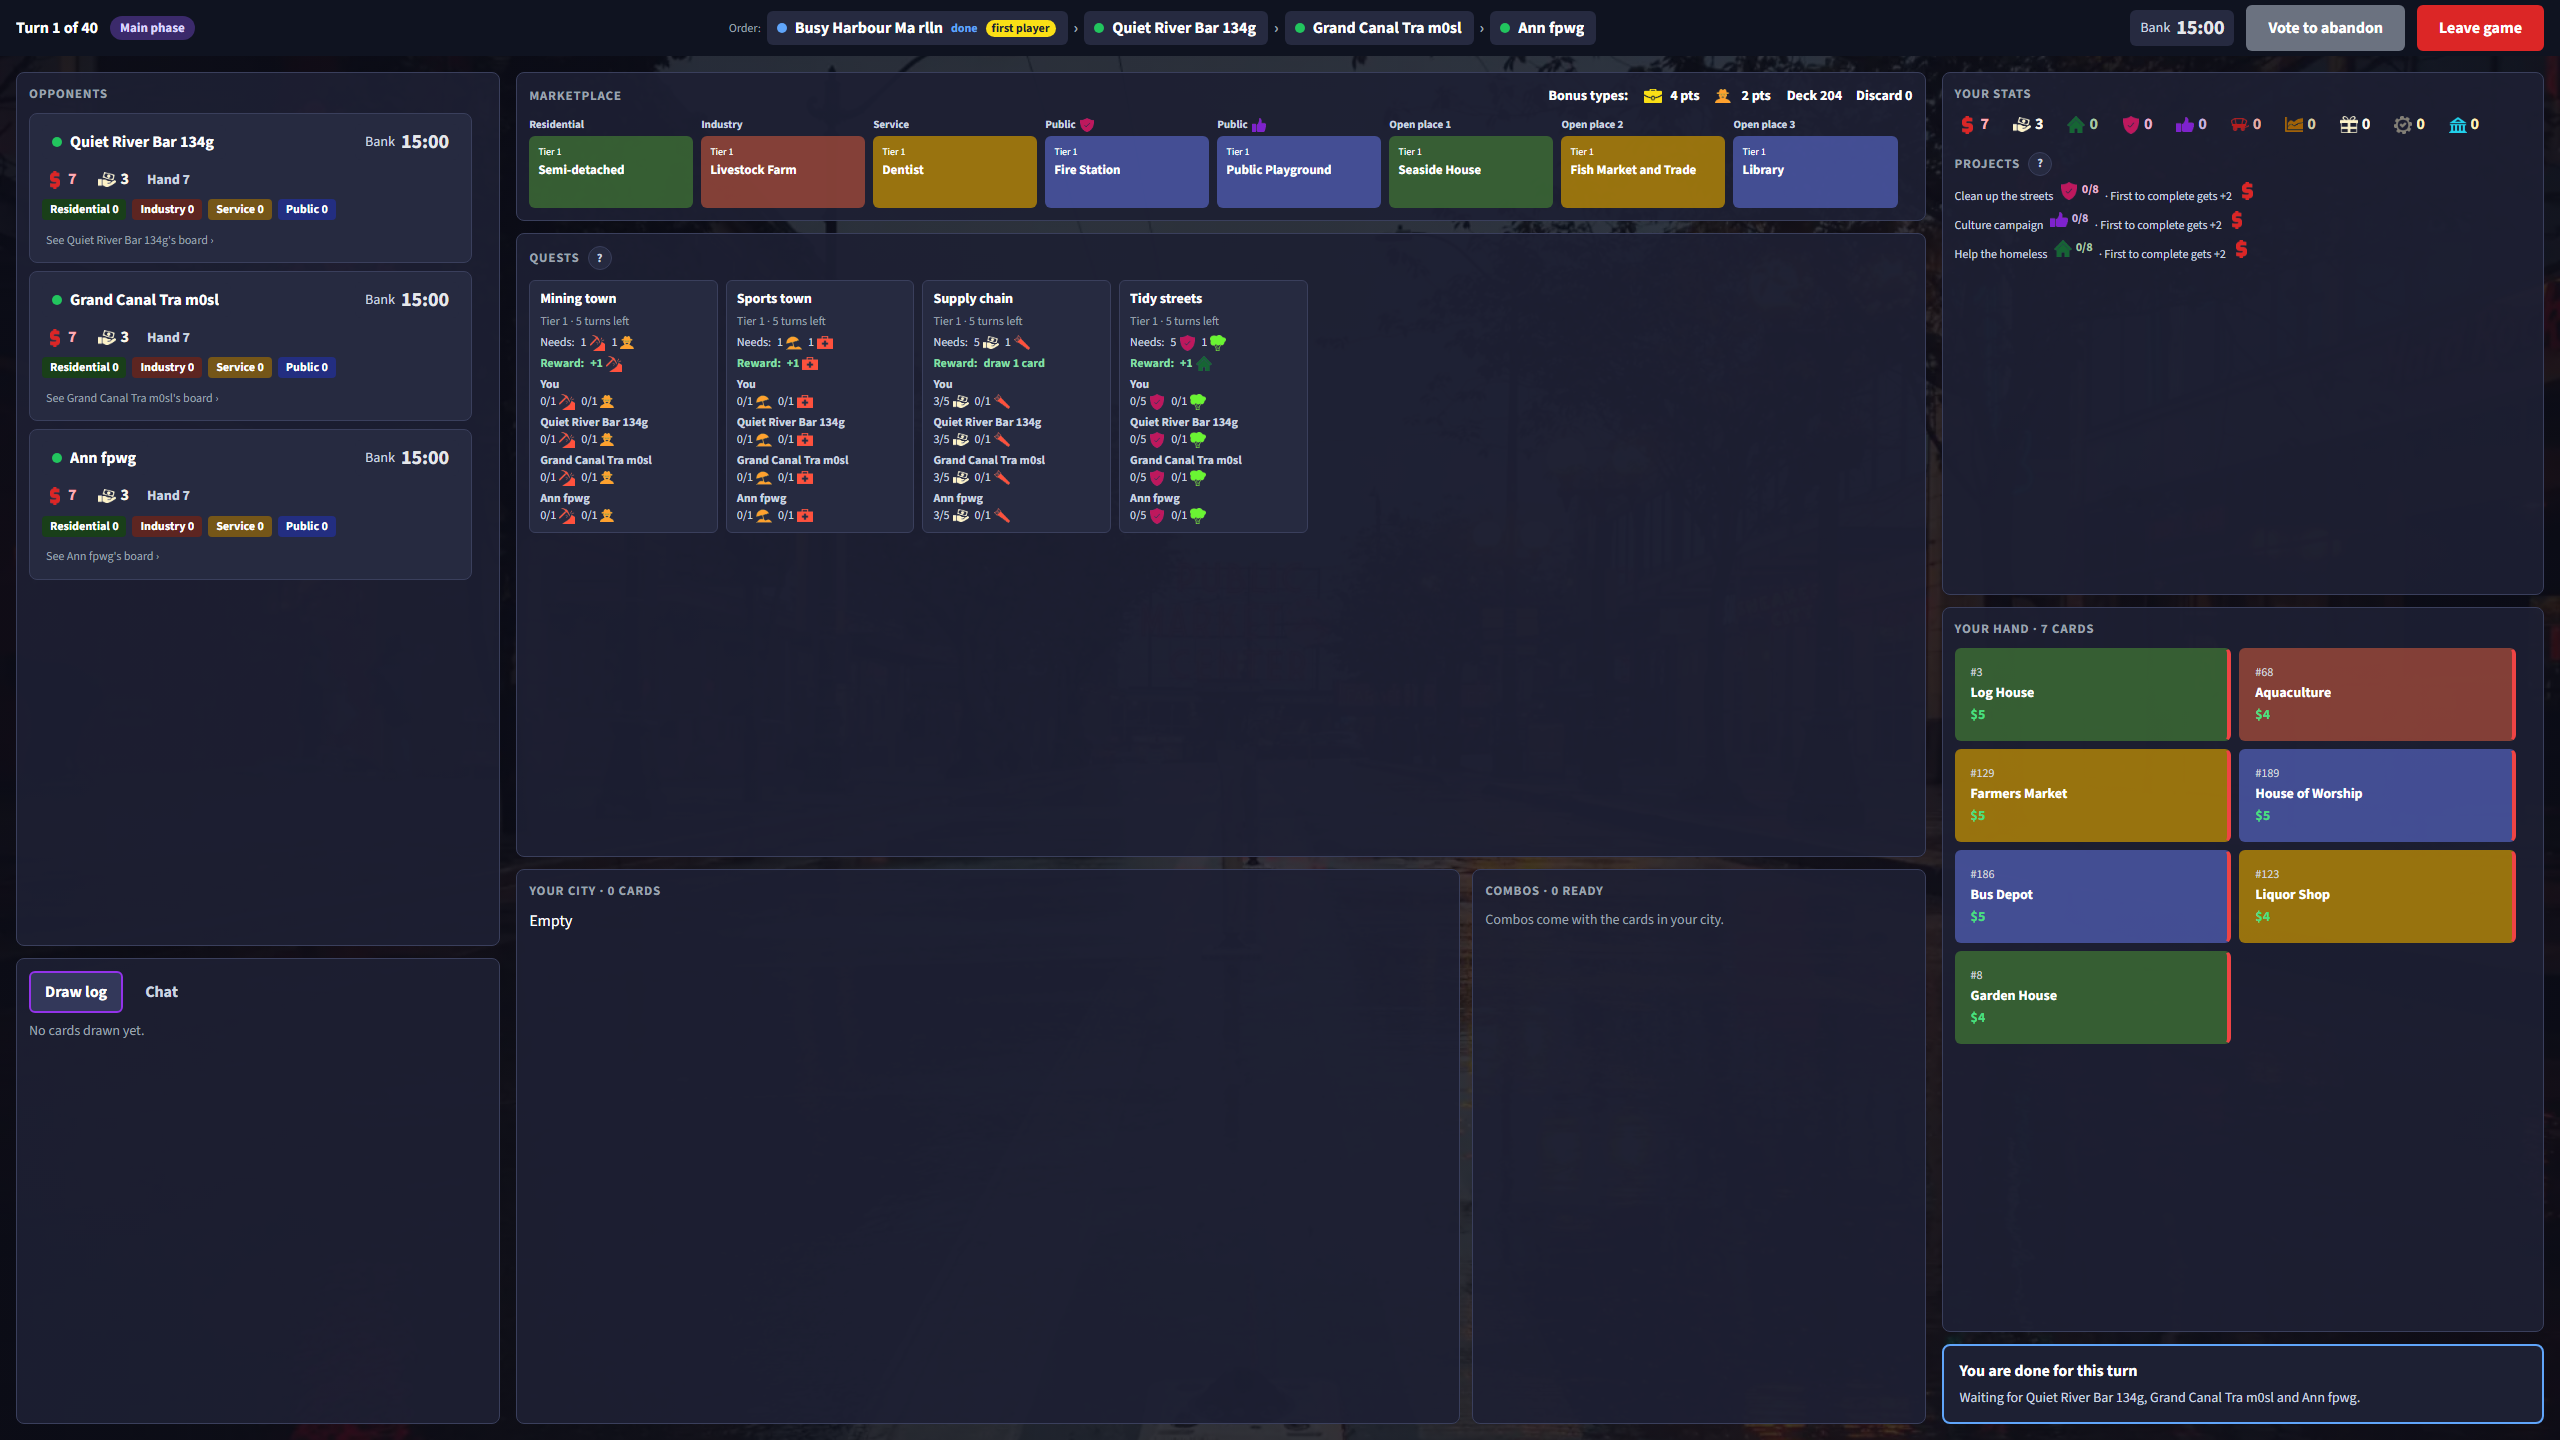 Turn 1 of 40 Main phase
Order: Busy Harbour Ma rlln done first player › Quiet River Bar 134g › Grand Canal Tra m0sl › Ann fpwg
Bank 15:00 Vote to abandon Leave game
OPPONENTS
Quiet River Bar 134g Bank 15:00
7 3 Hand 7
Residential 0 Industry 0 Service 0 Public 0
See Quiet River Bar 134g's board ›
Grand Canal Tra m0sl Bank 15:00
7 3 Hand 7
Residential 0 Industry 0 Service 0 Public 0
See Grand Canal Tra m0sl's board ›
Ann fpwg Bank 15:00
7 3 Hand 7
Residential 0 Industry 0 Service 0 Public 0
See Ann fpwg's board ›
Draw log Chat
No cards drawn yet.
MARKETPLACE
Bonus types: 4 pts 2 pts Deck 204 Discard 0
Residential
Tier 1
Semi-detached
Industry
Tier 1
Livestock Farm
Service
Tier 1
Dentist
Public
Tier 1
Fire Station
Public
Tier 1
Public Playground
Open place 1
Tier 1
Seaside House
Open place 2
Tier 1
Fish Market and Trade
Open place 3
Tier 1
Library
QUESTS ?
Mining town
Tier 1 · 5 turns left
Needs: 1 1
Reward: +1
You
0/1 0/1
Quiet River Bar 134g
0/1 0/1
Grand Canal Tra m0sl
0/1 0/1
Ann fpwg
0/1 0/1
Sports town
Tier 1 · 5 turns left
Needs: 1 1
Reward: +1
You
0/1 0/1
Quiet River Bar 134g
0/1 0/1
Grand Canal Tra m0sl
0/1 0/1
Ann fpwg
0/1 0/1
Supply chain
Tier 1 · 5 turns left
Needs: 5 1
Reward: draw 1 card
You
3/5 0/1
Quiet River Bar 134g
3/5 0/1
Grand Canal Tra m0sl
3/5 0/1
Ann fpwg
3/5 0/1
Tidy streets
Tier 1 · 5 turns left
Needs: 5 1
Reward: +1
You
0/5 0/1
Quiet River Bar 134g
0/5 0/1
Grand Canal Tra m0sl
0/5 0/1
Ann fpwg
0/5 0/1
YOUR CITY · 0 CARDS
Empty
COMBOS · 0 READY
Combos come with the cards in your city.
YOUR STATS
7 3 0 0 0 0 0 0 0 0
PROJECTS ?
Clean up the streets 0/8 · First to complete gets +2
Culture campaign 0/8 · First to complete gets +2
Help the homeless 0/8 · First to complete gets +2
YOUR HAND · 7 CARDS
#3
Log House
$5
#68
Aquaculture
$4
#129
Farmers Market
$5
#189
House of Worship
$5
#186
Bus Depot
$5
#123
Liquor Shop
$4
#8
Garden House
$4
You are done for this turn
Waiting for Quiet River Bar 134g, Grand Canal Tra m0sl and Ann fpwg.